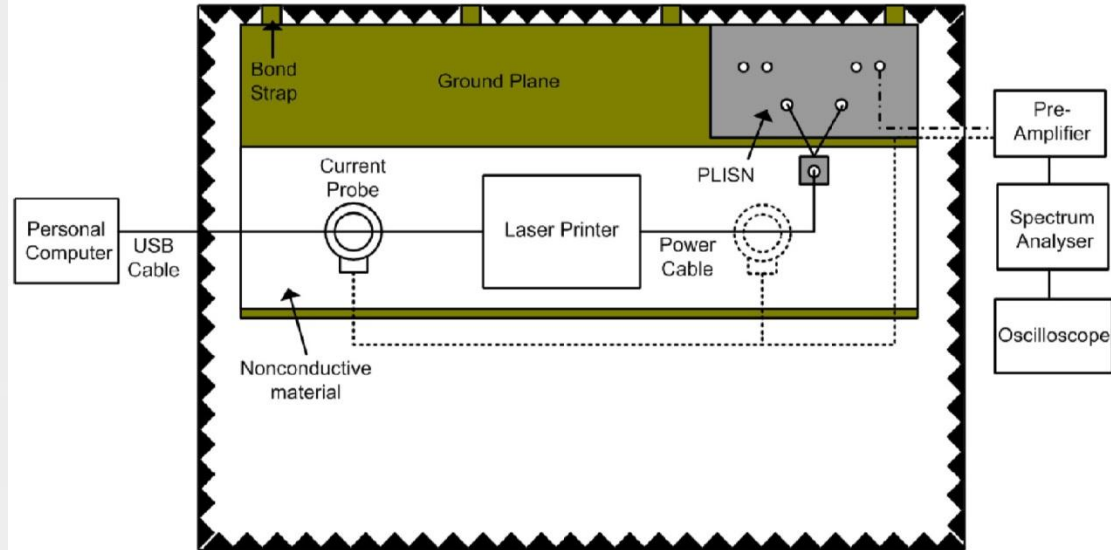 Bond
Strap
Ground Plane
Pre-
Amplifier
Current
Probe
PLISN
Personal
Computer
USB
Cable
Laser Printer
Power
Cable
Spectrum
Analyser
Oscilloscope
Nonconductive
material